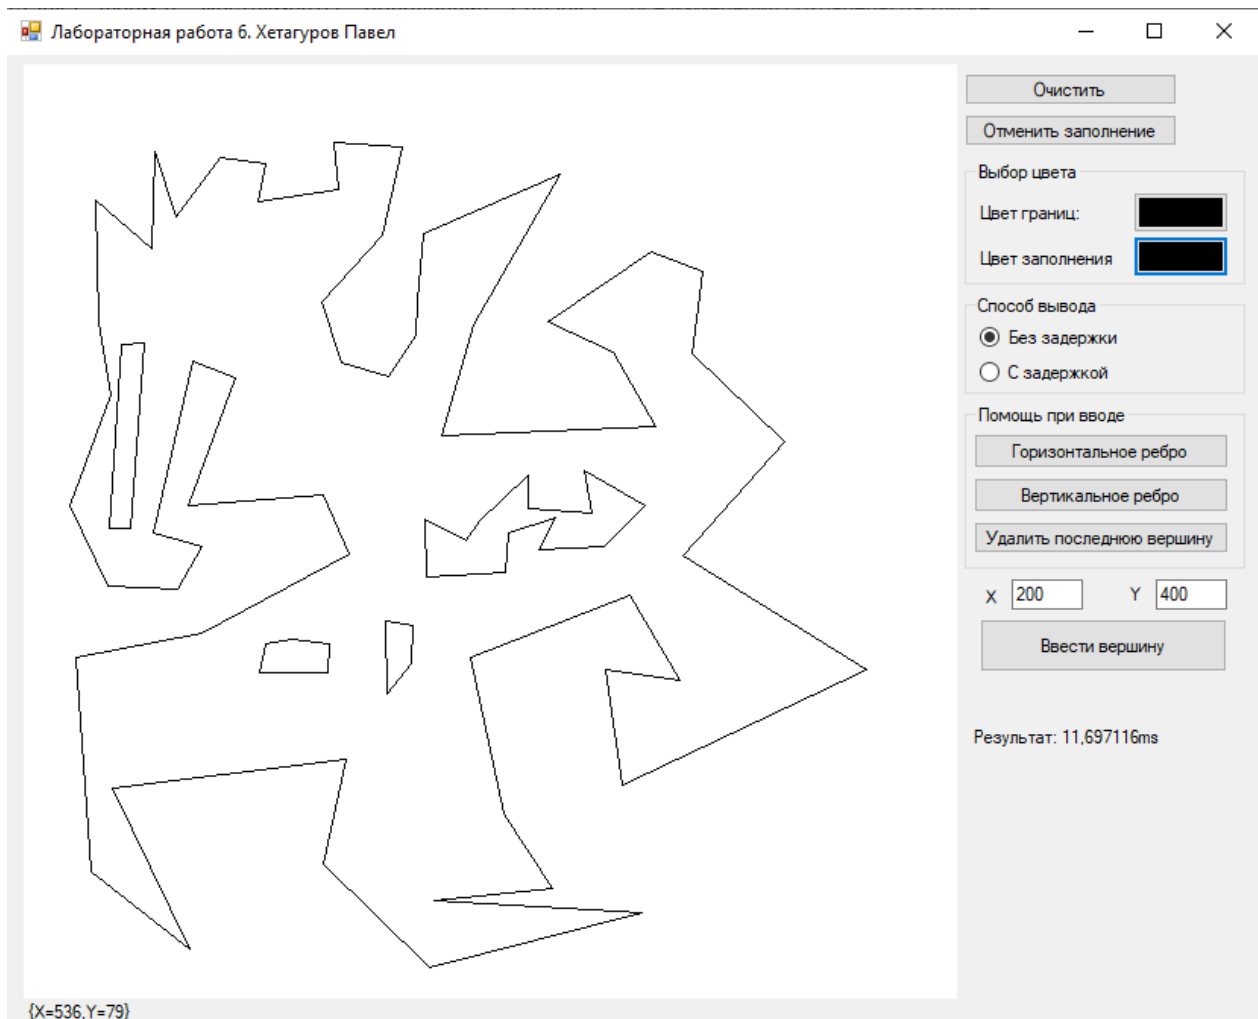 Лабораторная работа 6. Хетагуров Павел
Очистить
Отменить заполнение
Выбор цвета
Цвет границ:
Цвет заполнения
Способ вывода
Без задержки
С задержкой
Помощь при вводе
Горизонтальное ребро
Вертикальное ребро
Удалить последнюю вершину
X 200 Y 400
Ввести вершину
Результат: 11,697116ms
{X=536,Y=79}